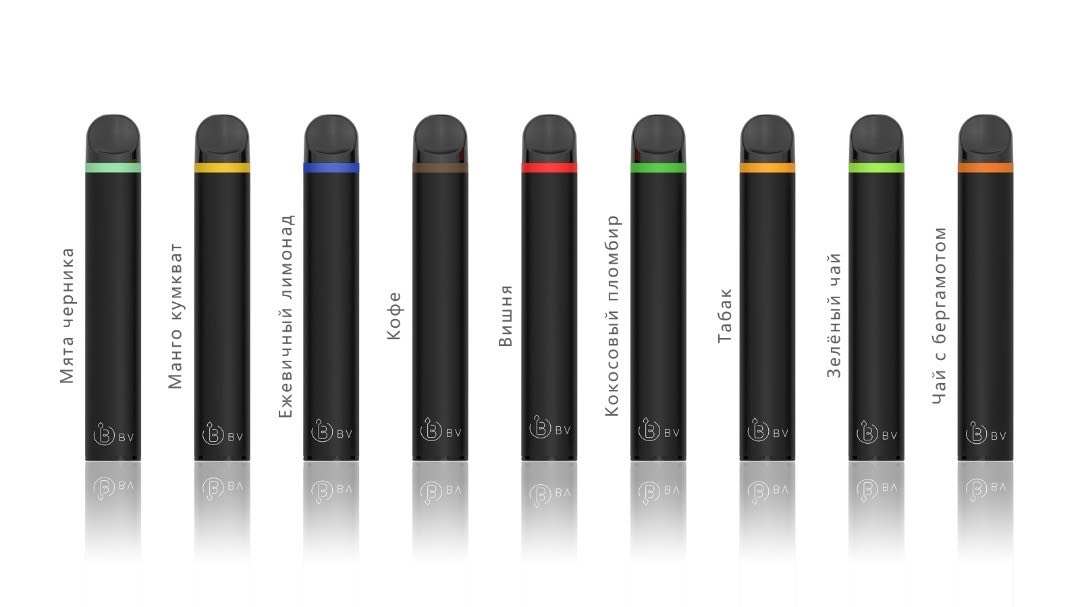 Мята черника
Манго кумкват
Ежевичный лимонад
Кофе
Вишня
Кокосовый пломбир
Табак
Зелёный чай
Чай с бергамотом
BV
BV
BV
BV
BV
BV
BV
BV
BV